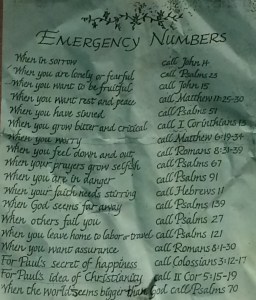 EMERGENCY NUMBERS
When in sorrow call John 14
When you are lonely or fearful call Psalms 23
When you want to be fruitful call John 15
When you want rest and peace call Matthew 11:25-30
When you have sinned call Psalms 51
When you grow bitter and critical call I Corinthians 13
When you worry call Matthew 6:19-34
When you feel down and out call Romans 8:31-39
When your prayers grow selfish call Psalms 67
When you are in danger call Psalms 91
When your faith needs stirring call Hebrews 11
When God seems far away call Psalms 139
When others fail you call Psalms 27
When you leave home to labor or travel call Psalms 121
When you want assurance call Romans 8:1-30
For Paul's secret of happiness call Colossians 3:12-17
For Paul's idea of Christianity call II Cor 5:15-19
When the world seems bigger than God call Psalms 70